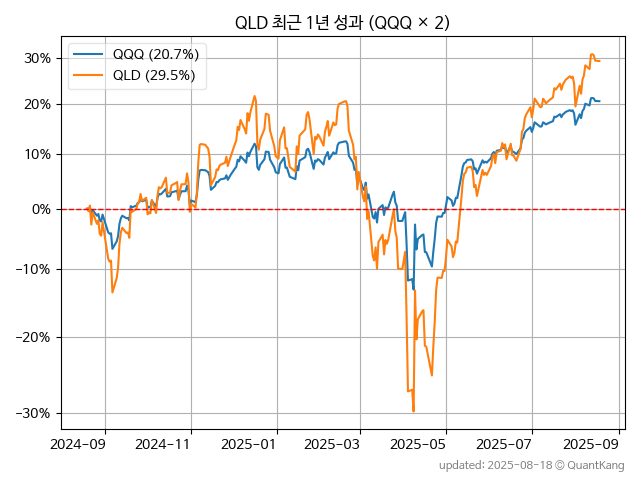 QLD 최근 1년 성과 (QQQ × 2)
QQQ (20.7%)
QLD (29.5%)
30%
20%
10%
0%
−10%
−20%
−30%
2024-09 2024-11 2025-01 2025-03 2025-05 2025-07 2025-09
updated: 2025-08-18 © QuantKang